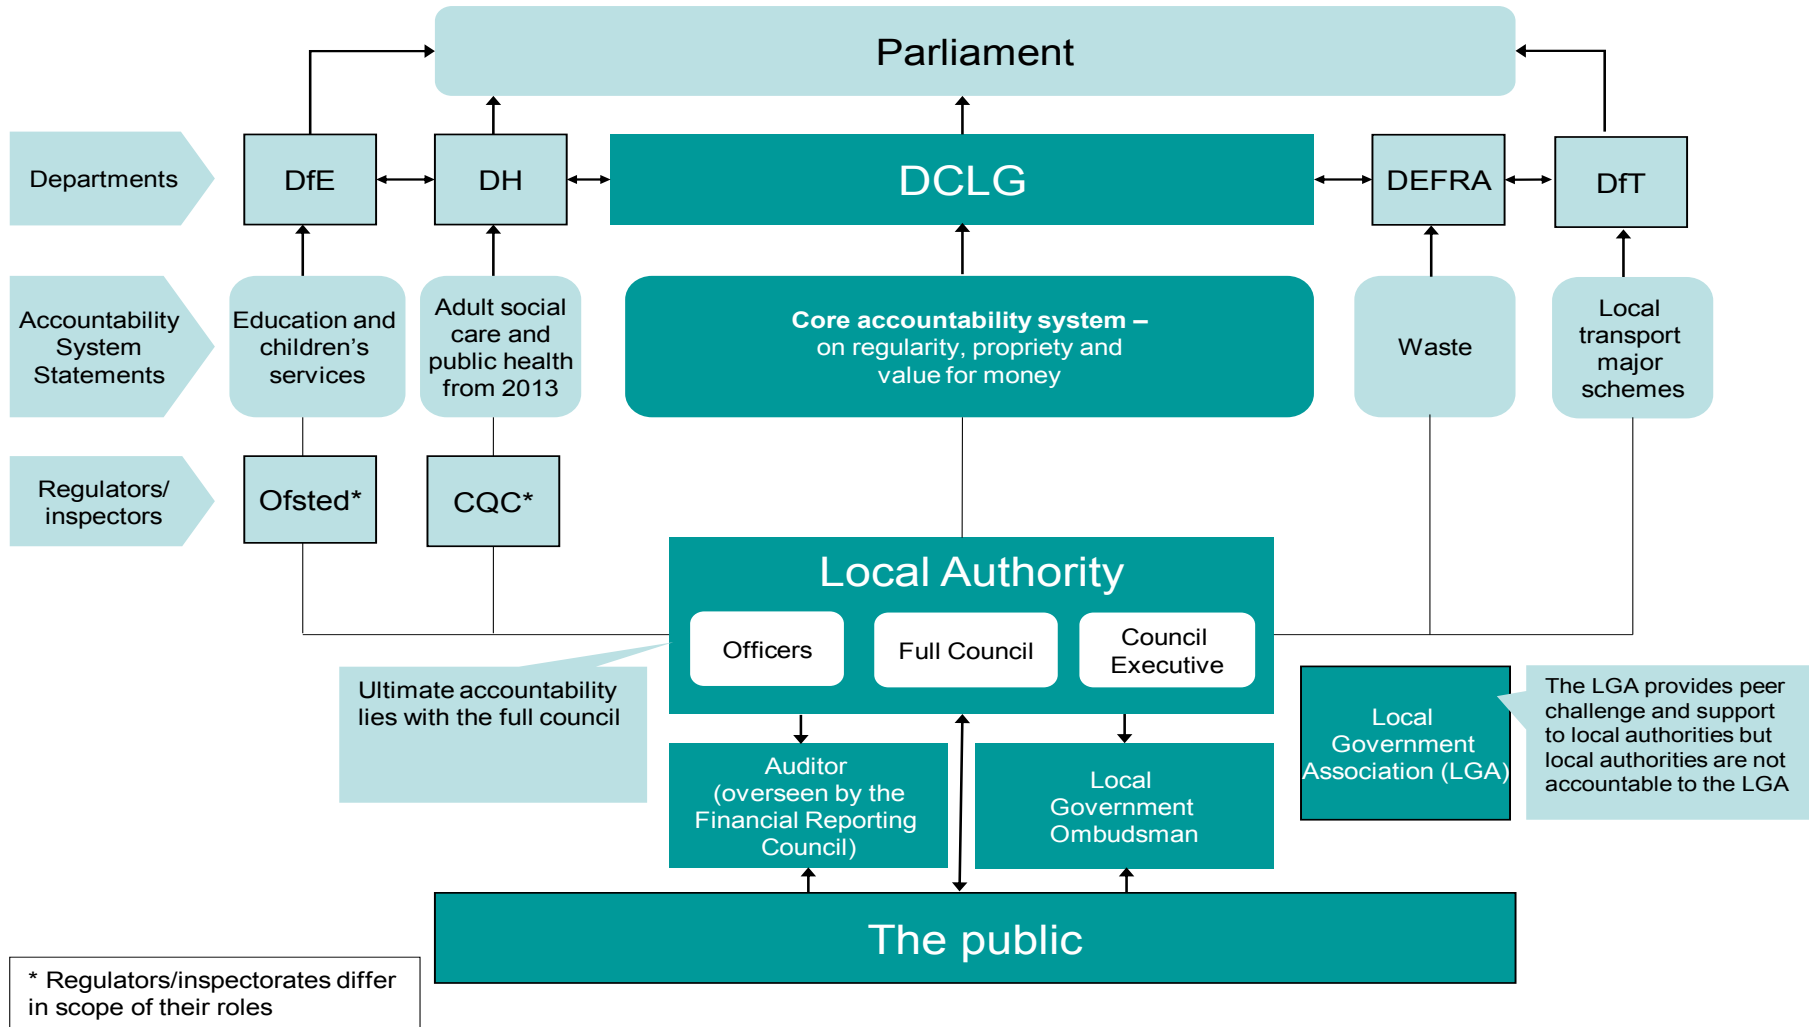 Parliament
Departments
DfE
DH
DCLG
DEFRA
DfT
Accountability
System
Statements
Education and
children's
services
Adult social
care and
public health
from 2013
Core accountability system –
on regularity, propriety and
value for money
Waste
Local
transport
major
schemes
Regulators/
inspectors
Ofsted*
CQC*
Local Authority
Officers
Full Council
Council
Executive
Ultimate accountability
lies with the full council
Auditor
(overseen by the
Financial Reporting
Council)
Local
Government
Ombudsman
Local
Government
Association (LGA)
The LGA provides peer
challenge and support
to local authorities but
local authorities are not
accountable to the LGA
The public
* Regulators/inspectorates differ
in scope of their roles